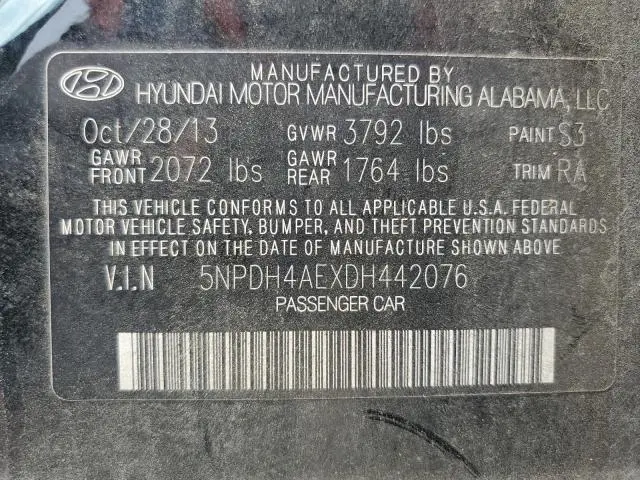 MANUFACTURED BY
HYUNDAI MOTOR MANUFACTURING ALABAMA, LLC
Oct/28/13 GVWR 3792 lbs PAINT S3
GAWR FRONT 2072 lbs GAWR REAR 1764 lbs TRIM RA
THIS VEHICLE CONFORMS TO ALL APPLICABLE U.S.A. FEDERAL
MOTOR VEHICLE SAFETY, BUMPER, AND THEFT PREVENTION STANDARDS
IN EFFECT ON THE DATE OF MANUFACTURE SHOWN ABOVE
V.I.N 5NPDH4AEXDH442076
PASSENGER CAR